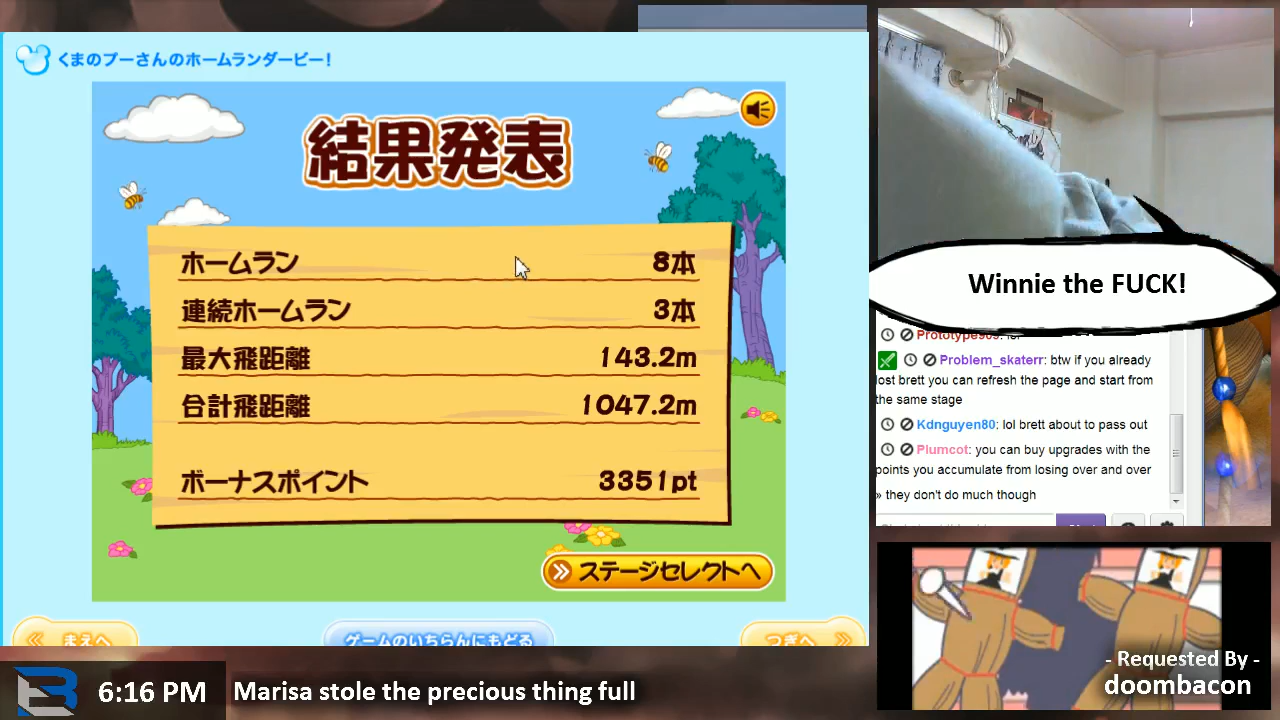 くまのプーさんのホームランダービー!
結果発表
ホームラン 8本
連続ホームラン 3本
最大飛距離 143.2m
合計飛距離 1047.2m
ボーナスポイント 3351pt
ステージセレクトへ
まえへ
ゲームのいちらんにもどる
つぎへ
Winnie the FUCK!
Problem_skaterr: btw if you already
lost brett you can refresh the page and start from
the same stage
Kdnguyen80: lol brett about to pass out
Plumcot: you can buy upgrades with the
points you accumulate from losing over and over
» they don't do much though
- Requested By -
doombacon
6:16 PM Marisa stole the precious thing full